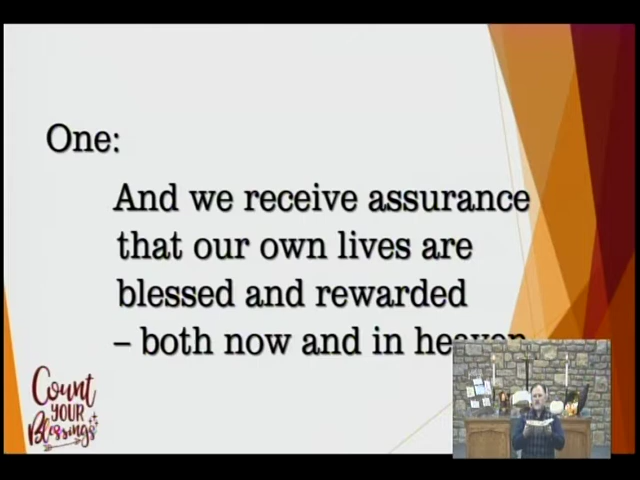 One:
And we receive assurance
that our own lives are
blessed and rewarded
– both now and in heaven
Count
YOUR
Blessings